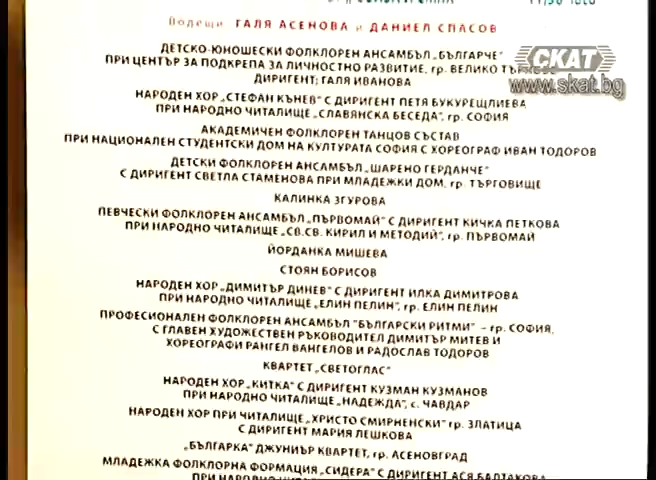 Водещи ГАЛЯ АСЕНОВА и ДАНИЕЛ СПАСОВ
ДЕТСКО-ЮНОШЕСКИ ФОЛКЛОРЕН АНСАМБЪЛ „БЪЛГАРЧЕ"
ПРИ ЦЕНТЪР ЗА ПОДКРЕПА ЗА ЛИЧНОСТНО РАЗВИТИЕ, гр. ВЕЛИКО
ДИРИГЕНТ: ГАЛЯ ИВАНОВА
СКАТ
www.skat.bg
НАРОДЕН ХОР „СТЕФАН КЪНЕВ" С ДИРИГЕНТ ПЕТЯ БУКУРЕЩЛИЕВА
ПРИ НАРОДНО ЧИТАЛИЩЕ „СЛАВЯНСКА БЕСЕДА", гр. СОФИЯ
АКАДЕМИЧЕН ФОЛКЛОРЕН ТАНЦОВ СЪСТАВ
ПРИ НАЦИОНАЛЕН СТУДЕНТСКИ ДОМ НА КУЛТУРАТА СОФИЯ С ХОРЕОГРАФ ИВАН ТОДОРОВ
ДЕТСКИ ФОЛКЛОРЕН АНСАМБЪЛ „ШАРЕНО ГЕРДАНЧЕ"
С ДИРИГЕНТ СВЕТЛА СТАМЕНОВА ПРИ МЛАДЕЖКИ ДОМ, гр. ТЪРГОВИЩЕ
КАЛИНКА ЗГУРОВА
ПЕВЧЕСКИ ФОЛКЛОРЕН АНСАМБЪЛ „ПЪРВОМАЙ" С ДИРИГЕНТ КИЧКА ПЕТКОВА
ПРИ НАРОДНО ЧИТАЛИЩЕ „СВ.СВ. КИРИЛ И МЕТОДИЙ", гр. ПЪРВОМАЙ
ЙОРДАНКА МИШЕВА
СТОЯН БОРИСОВ
НАРОДЕН ХОР „ДИМИТЪР ДИНЕВ" С ДИРИГЕНТ ИЛКА ДИМИТРОВА
ПРИ НАРОДНО ЧИТАЛИЩЕ „ЕЛИН ПЕЛИН", гр. ЕЛИН ПЕЛИН
ПРОФЕСИОНАЛЕН ФОЛКЛОРЕН АНСАМБЪЛ "БЪЛГАРСКИ РИТМИ" – гр. СОФИЯ,
С ГЛАВЕН ХУДОЖЕСТВЕН РЪКОВОДИТЕЛ ДИМИТЪР МИТЕВ И
ХОРЕОГРАФИ РАНГЕЛ ВАНГЕЛОВ И РАДОСЛАВ ТОДОРОВ
КВАРТЕТ „СВЕТОГЛАС"
НАРОДЕН ХОР „КИТКА" С ДИРИГЕНТ КУЗМАН КУЗМАНОВ
ПРИ НАРОДНО ЧИТАЛИЩЕ „НАДЕЖДА", с. ЧАВДАР
НАРОДЕН ХОР ПРИ ЧИТАЛИЩЕ „ХРИСТО СМИРНЕНСКИ" гр. ЗЛАТИЦА
С ДИРИГЕНТ МАРИЯ ЛЕШКОВА
„БЪЛГАРКА" ДЖУНИЪР КВАРТЕТ, гр. АСЕНОВГРАД
МЛАДЕЖКА ФОЛКЛОРНА ФОРМАЦИЯ „СИДЕРА" С ДИРИГЕНТ АСЯ БАЛТАКОВА
ПРИ НАРОДНО